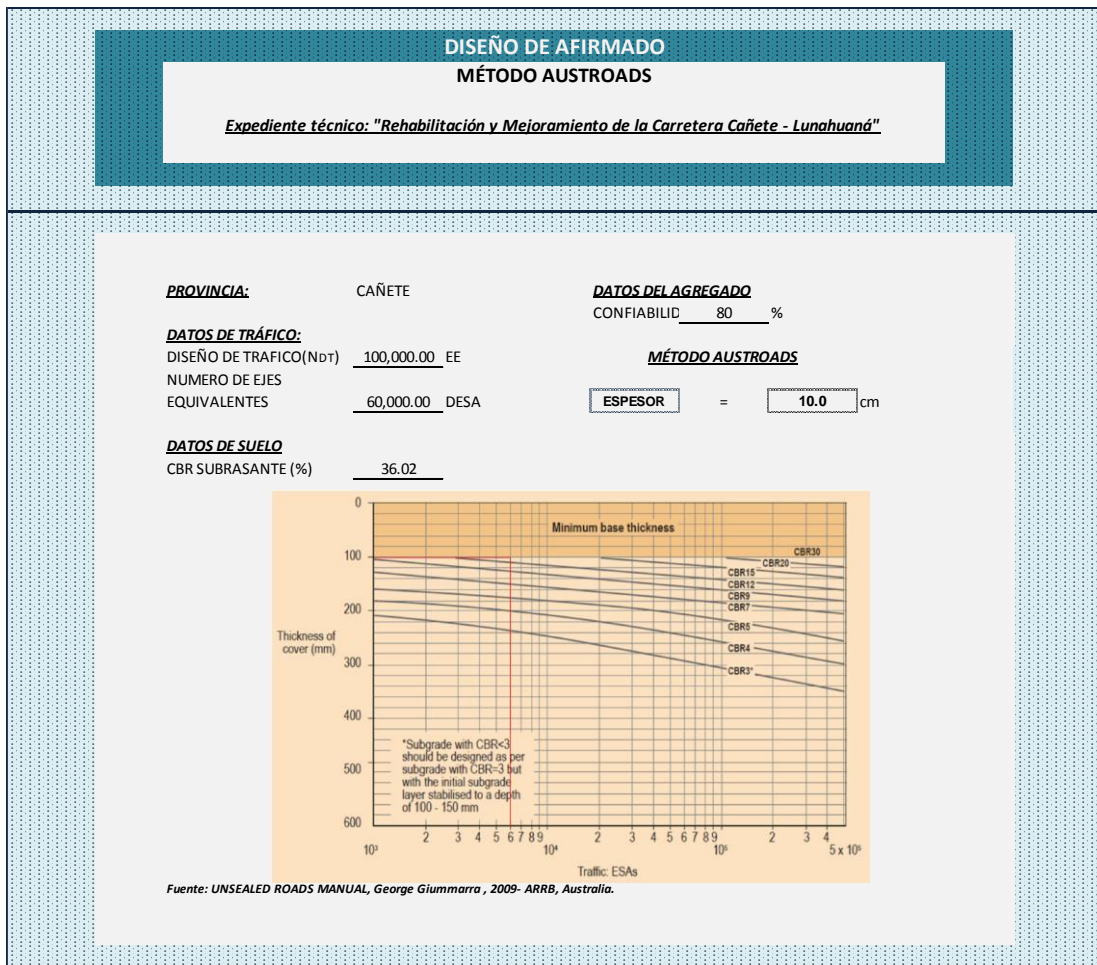 DISEÑO DE AFIRMADO
MÉTODO AUSTROADS
Expediente técnico: "Rehabilitación y Mejoramiento de la Carretera Cañete - Lunahuaná"
PROVINCIA: CAÑETE
DATOS DEL AGREGADO
CONFIABILID 80 %
DATOS DE TRÁFICO:
DISEÑO DE TRAFICO(NDT) 100,000.00 EE
MÉTODO AUSTROADS
NUMERO DE EJES
EQUIVALENTES 60,000.00 DESA
ESPESOR = 10.0 cm
DATOS DE SUELO
CBR SUBRASANTE (%) 36.02
0
Minimum base thickness
100
CBR30
CBR20
CBR15
CBR12
CBR9
CBR7
200
CBR5
Thickness of
cover (mm)
CBR4
300
CBR3*
400
*Subgrade with CBR<3
should be designed as per
subgrade with CBR=3 but
with the initial subgrade
layer stabilised to a depth
of 100 - 150 mm
500
600
2 3 4 5 6 7 8 9 2 3 4 5 6 7 8 9 2 3 4
10³ 10⁴ 10⁵ 5 x 10⁵
Traffic: ESAs
Fuente: UNSEALED ROADS MANUAL, George Giummarra , 2009- ARRB, Australia.